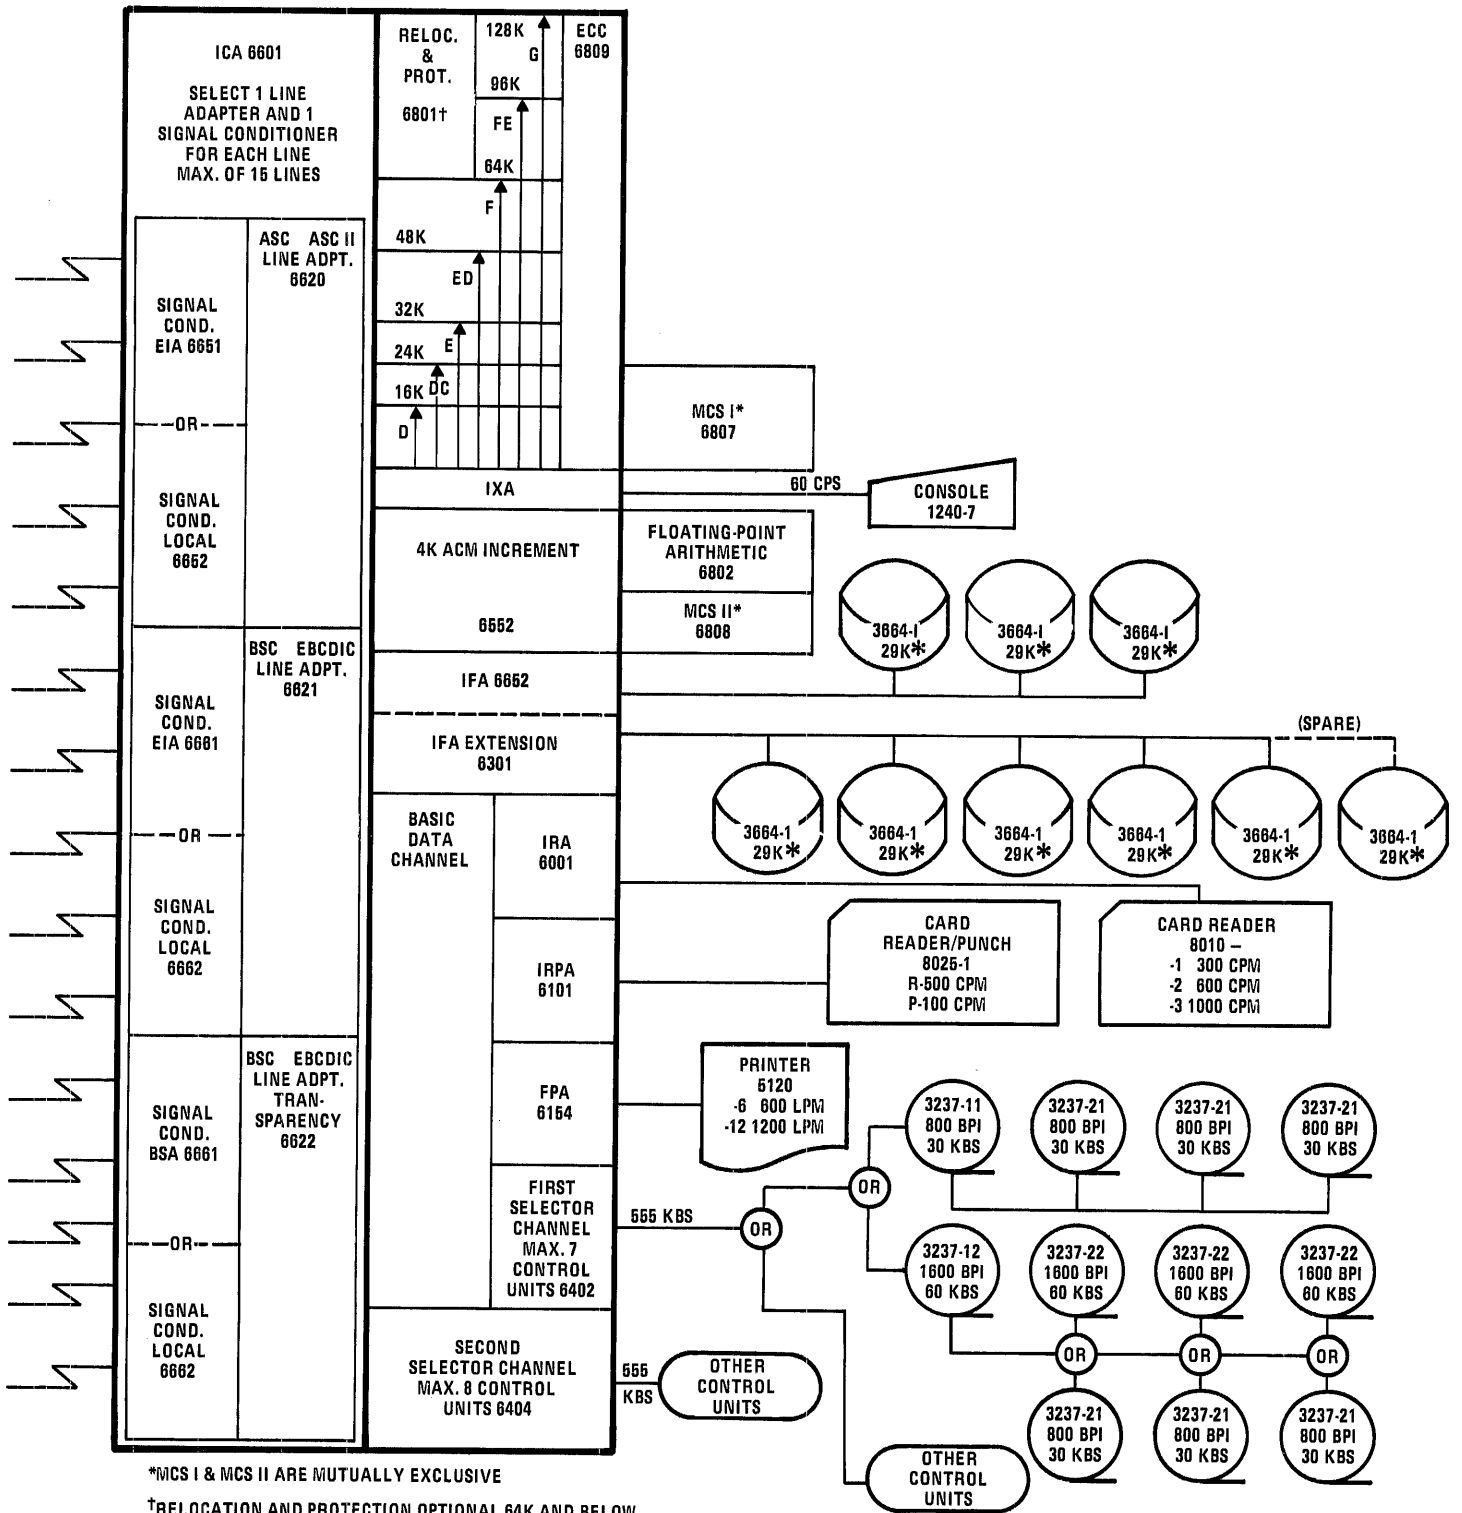 ICA 6601
SELECT 1 LINE
ADAPTER AND 1
SIGNAL CONDITIONER
FOR EACH LINE
MAX. OF 15 LINES
SIGNAL
COND.
EIA 6651
OR
SIGNAL
COND.
LOCAL
6652
ASC ASC II
LINE ADPT.
6620
SIGNAL
COND.
EIA 6661
OR
SIGNAL
COND.
LOCAL
6662
BSC EBCDIC
LINE ADPT.
6621
SIGNAL
COND.
BSA 6661
OR
SIGNAL
COND.
LOCAL
6662
BSC EBCDIC
LINE ADPT.
TRAN-
SPARENCY
6622
RELOC.
&
PROT.
6801†
128K
G
96K
FE
64K
F
48K
ED
32K
E
24K
DC
16K
D
ECC
6809
MCS I*
6807
IXA
60 CPS
CONSOLE
1240-7
4K ACM INCREMENT
6552
FLOATING-POINT
ARITHMETIC
6802
MCS II*
6808
3664-I
29K*
3664-I
29K*
3664-I
29K*
IFA 6652
IFA EXTENSION
6301
(SPARE)
3664-1
29K*
3664-1
29K*
3664-1
29K*
3664-1
29K*
3664-1
29K*
3664-1
29K*
BASIC
DATA
CHANNEL
IRA
6001
IRPA
6101
CARD
READER/PUNCH
8025-1
R-500 CPM
P-100 CPM
CARD READER
8010 –
-1 300 CPM
-2 600 CPM
-3 1000 CPM
FPA
6154
PRINTER
5120
-6 600 LPM
-12 1200 LPM
FIRST
SELECTOR
CHANNEL
MAX. 7
CONTROL
UNITS 6402
555 KBS
OR
OR
3237-11
800 BPI
30 KBS
3237-21
800 BPI
30 KBS
3237-21
800 BPI
30 KBS
3237-21
800 BPI
30 KBS
3237-12
1600 BPI
60 KBS
3237-22
1600 BPI
60 KBS
3237-22
1600 BPI
60 KBS
3237-22
1600 BPI
60 KBS
OR
OR
OR
3237-21
800 BPI
30 KBS
3237-21
800 BPI
30 KBS
3237-21
800 BPI
30 KBS
SECOND
SELECTOR CHANNEL
MAX. 8 CONTROL
UNITS 6404
555
KBS
OTHER
CONTROL
UNITS
OTHER
CONTROL
UNITS
*MCS I & MCS II ARE MUTUALLY EXCLUSIVE
†RELOCATION AND PROTECTION OPTIONAL 64K AND BELOW